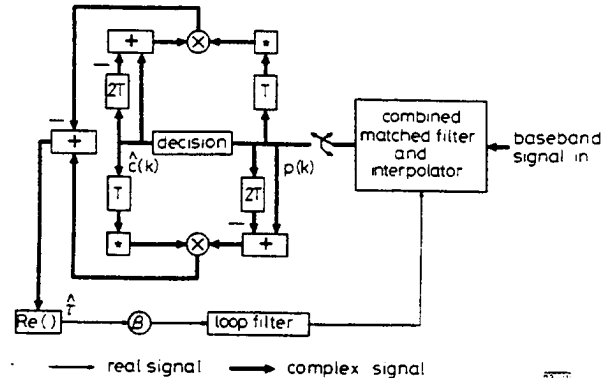 +
×
*
2T
T
combined
matched filter
and
interpolator
baseband
signal in
+
decision
ĉ(k)
p(k)
T
2T
*
×
+
Re()
τ̂
β
loop filter
real signal
complex signal